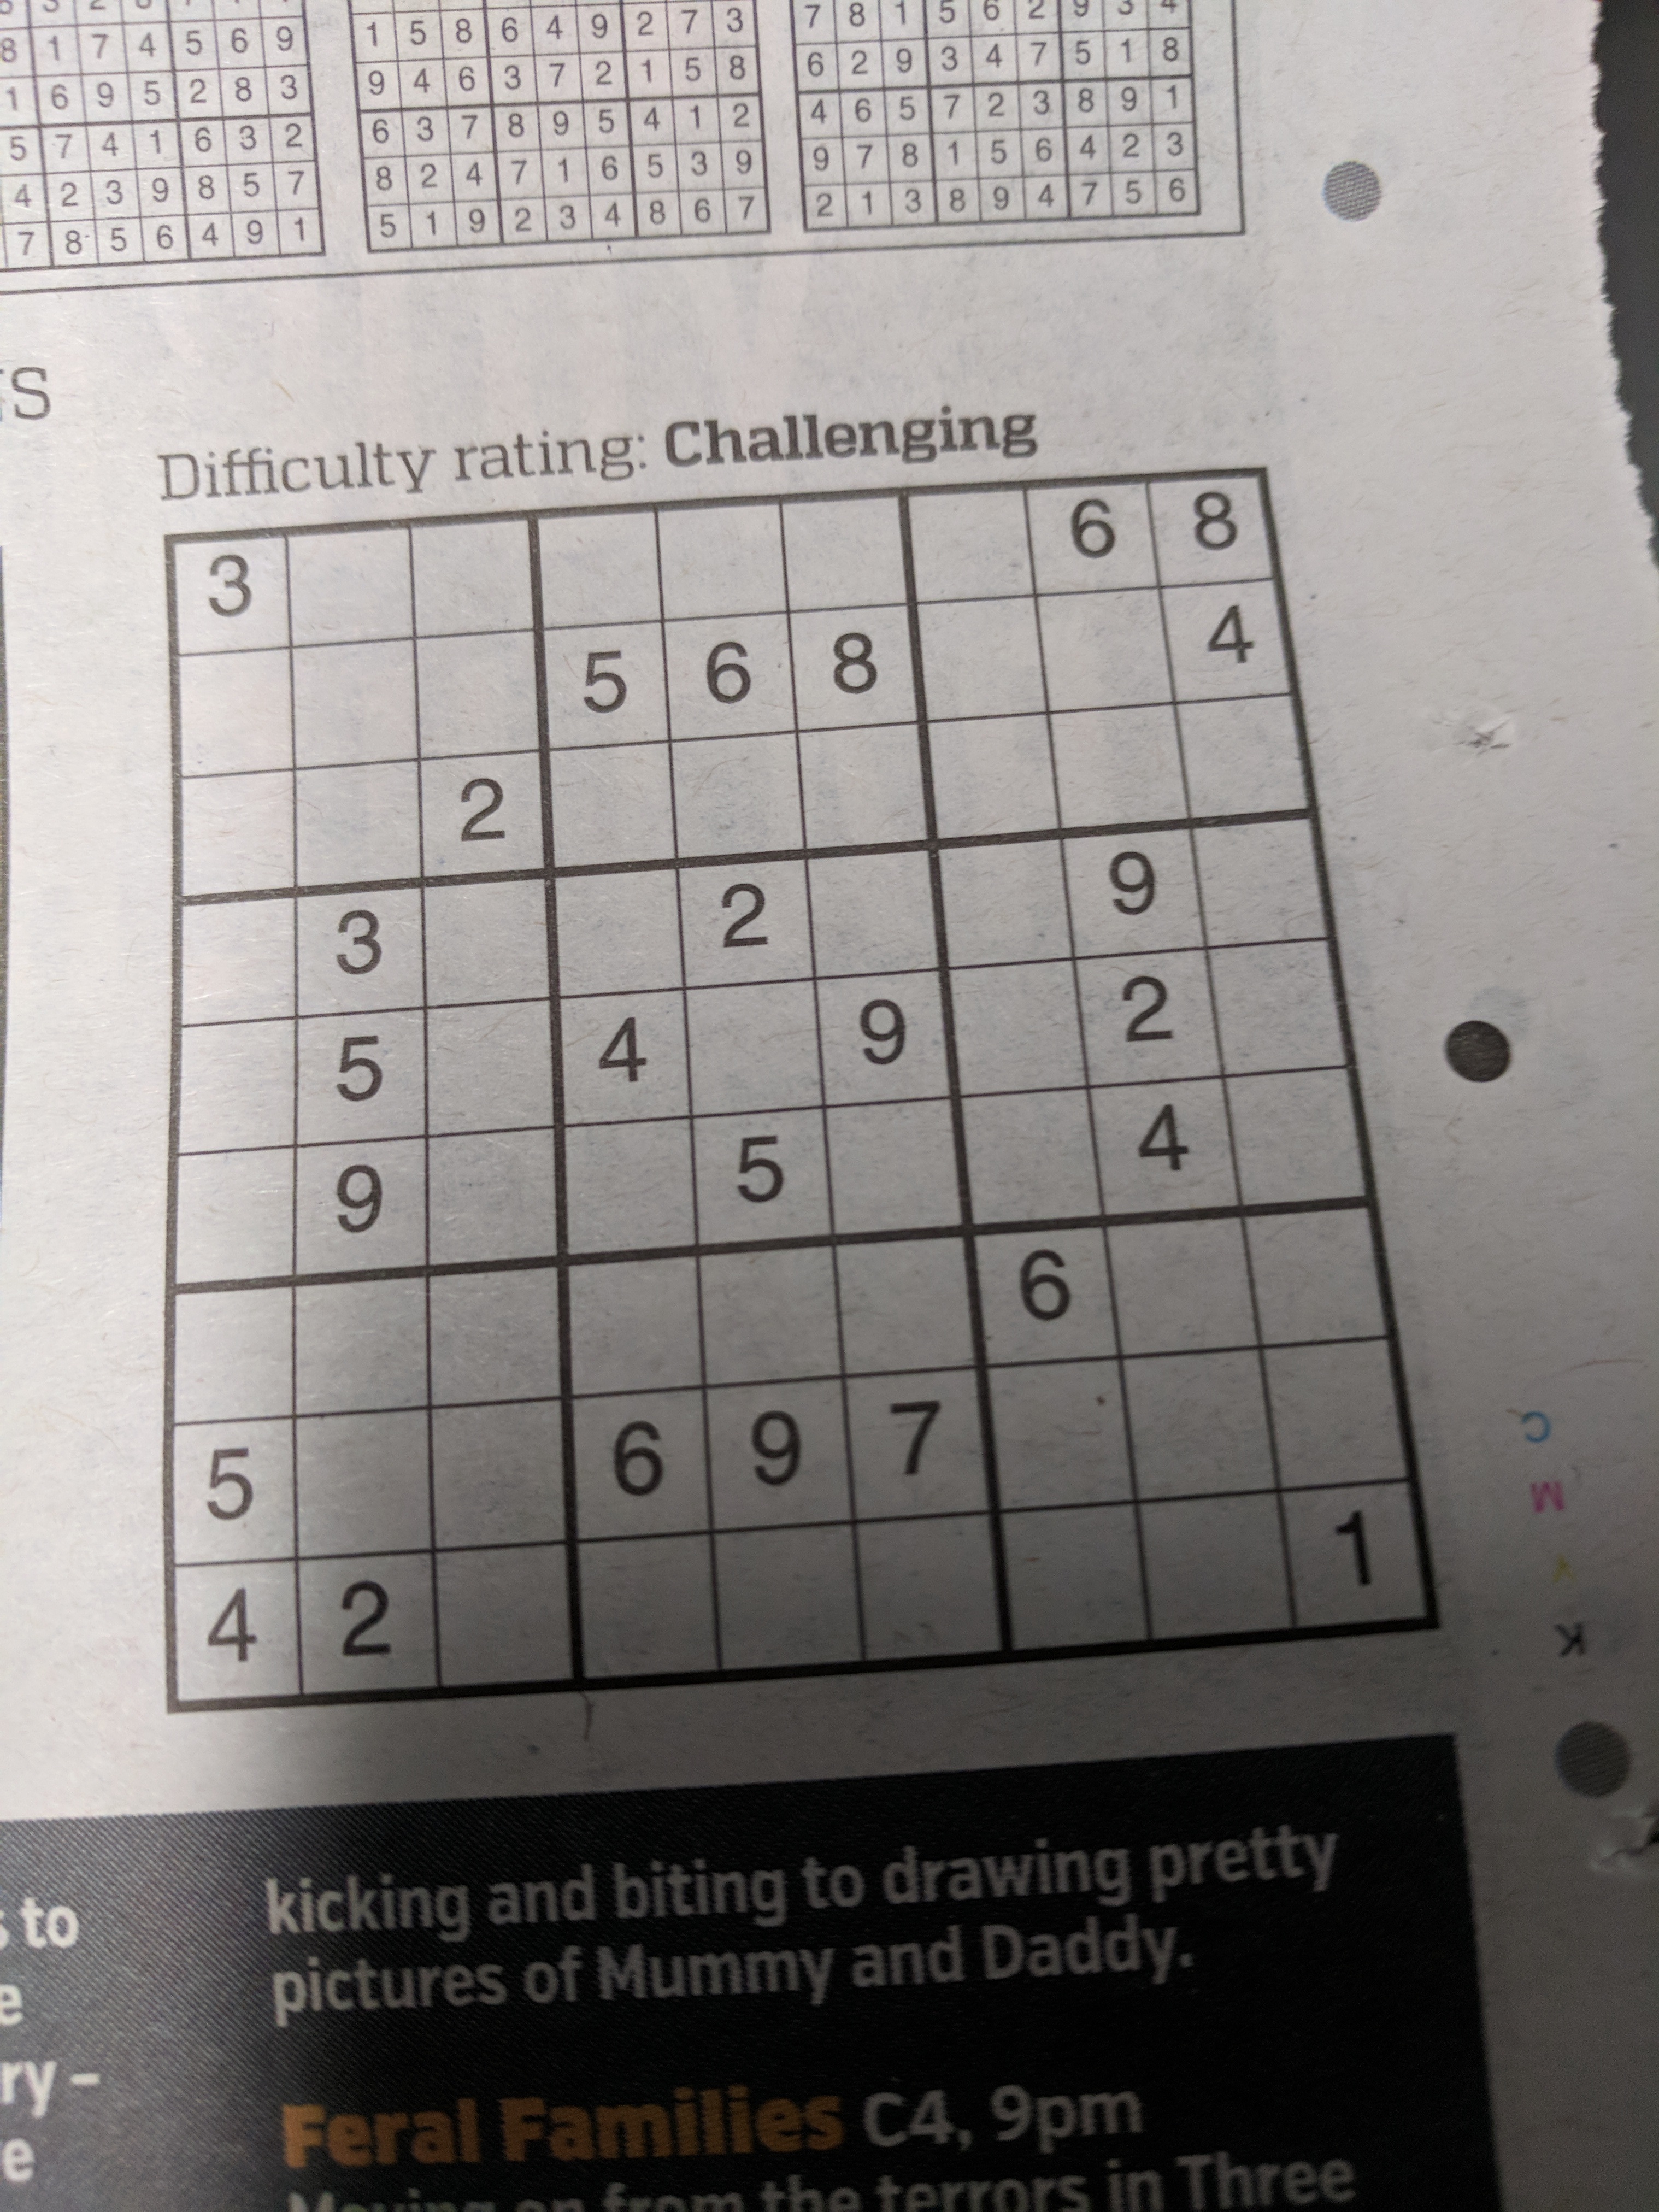 8 1 7 4 5 6 9
1 6 9 5 2 8 3
5 7 4 1 6 3 2
4 2 3 9 8 5 7
7 8 5 6 4 9 1
1 5 8 6 4 9 2 7 3
9 4 6 3 7 2 1 5 8
6 3 7 8 9 5 4 1 2
8 2 4 7 1 6 5 3 9
5 1 9 2 3 4 8 6 7
7 8 1 5 6 2 9 3 4
6 2 9 3 4 7 5 1 8
4 6 5 7 2 3 8 9 1
9 7 8 1 5 6 4 2 3
2 1 3 8 9 4 7 5 6
S
Difficulty rating: Challenging
3 6 8
5 6 8 4
2
3 2 9
5 4 9 2
9 5 4
6
5 6 9 7
4 2 1
C
M
Y
K
to
e
ry –
e
kicking and biting to drawing pretty
pictures of Mummy and Daddy.
Feral Families C4, 9pm
Moving on from the terrors in Three